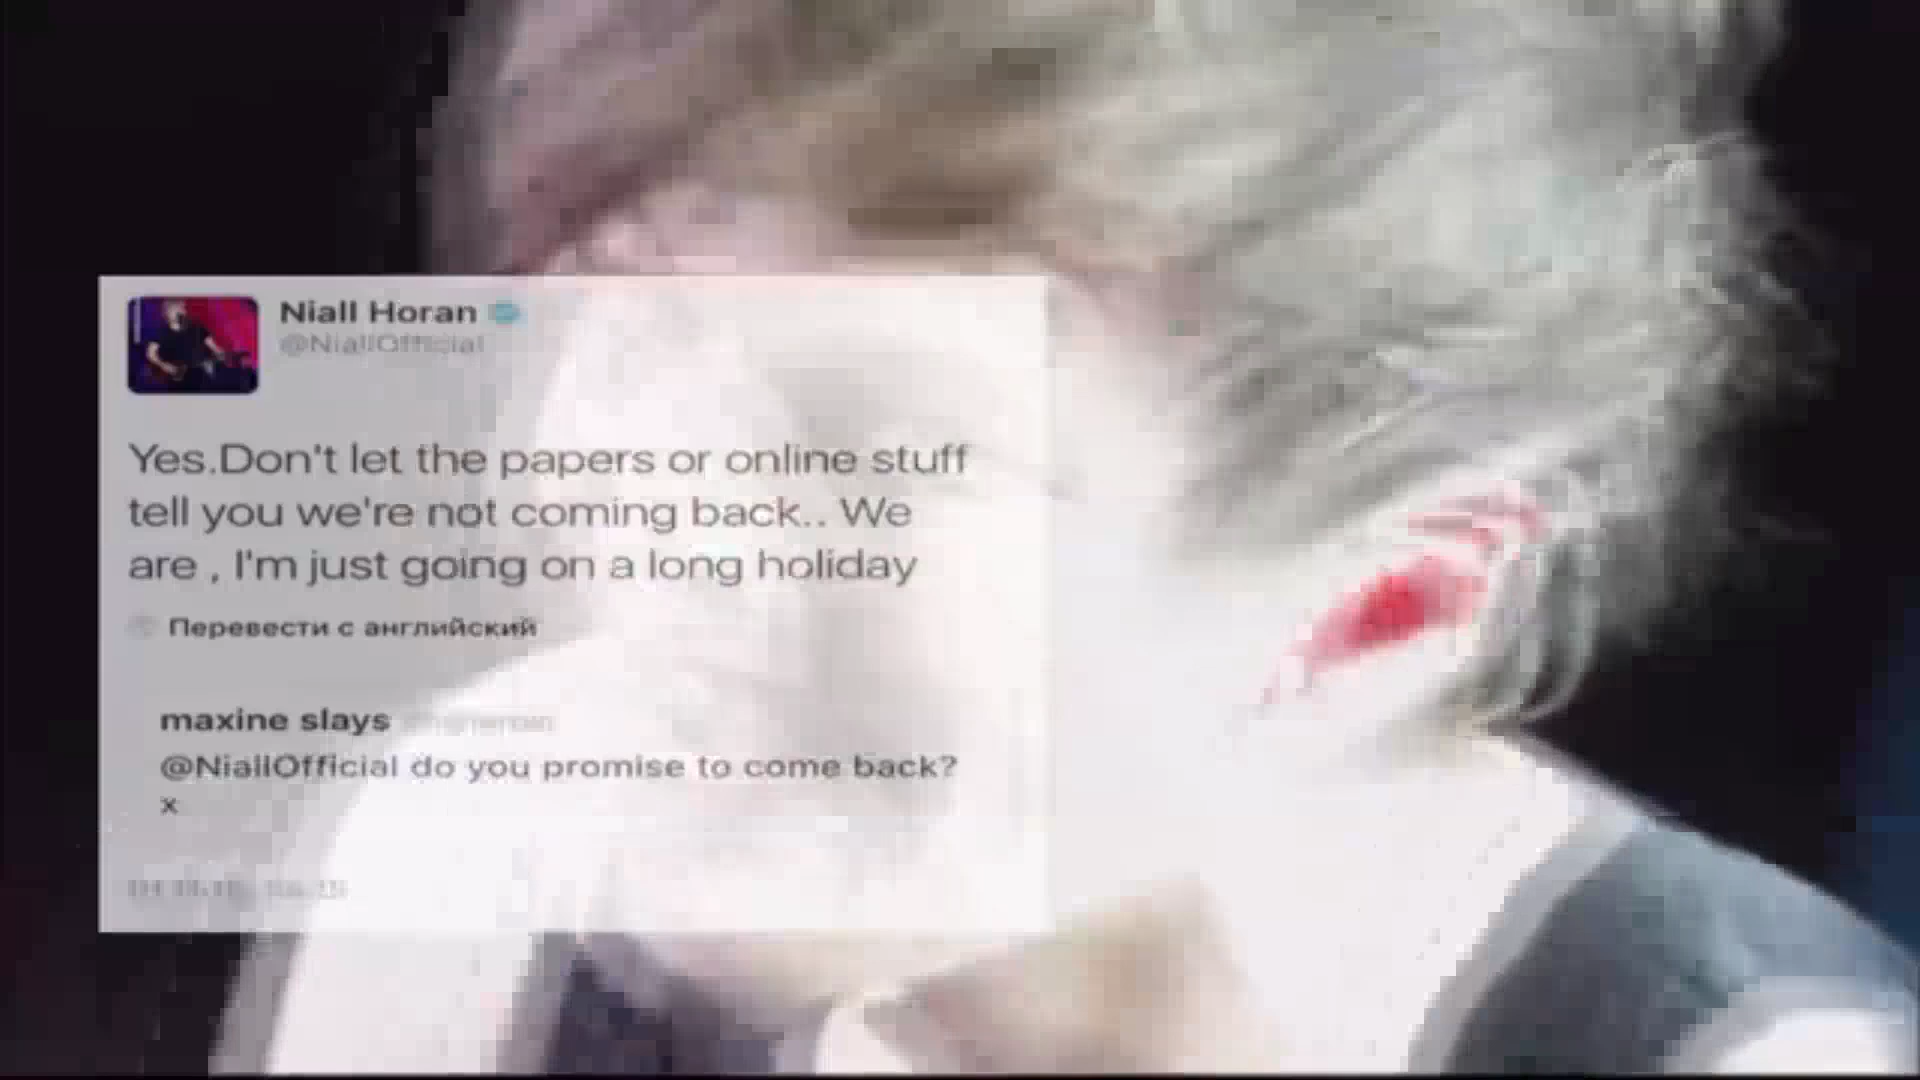 Niall Horan
@NiallOfficial
Yes.Don't let the papers or online stuff
tell you we're not coming back.. We
are , I'm just going on a long holiday
Перевести с английский
maxine slays
@NiallOfficial do you promise to come back?
x